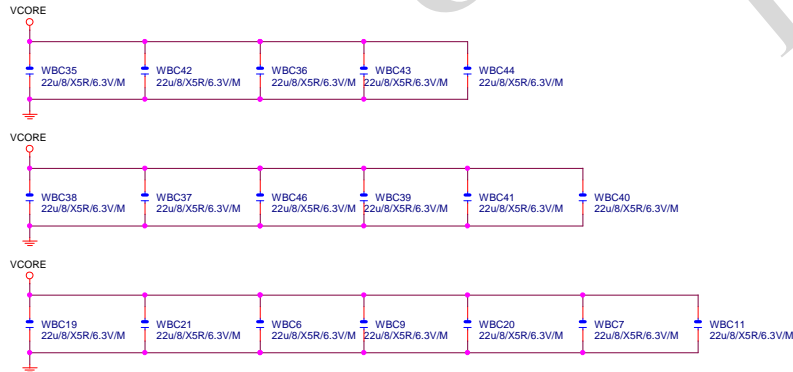 VCORE
WBC35 WBC42 WBC36 WBC43 WBC44
22u/8/X5R/6.3V/M 22u/8/X5R/6.3V/M 22u/8/X5R/6.3V/M 22u/8/X5R/6.3V/M 22u/8/X5R/6.3V/M
VCORE
WBC38 WBC37 WBC46 WBC39 WBC41 WBC40
22u/8/X5R/6.3V/M 22u/8/X5R/6.3V/M 22u/8/X5R/6.3V/M 22u/8/X5R/6.3V/M 22u/8/X5R/6.3V/M 22u/8/X5R/6.3V/M
VCORE
WBC19 WBC21 WBC6 WBC9 WBC20 WBC7 WBC11
22u/8/X5R/6.3V/M 22u/8/X5R/6.3V/M 22u/8/X5R/6.3V/M 22u/8/X5R/6.3V/M 22u/8/X5R/6.3V/M 22u/8/X5R/6.3V/M 22u/8/X5R/6.3V/M